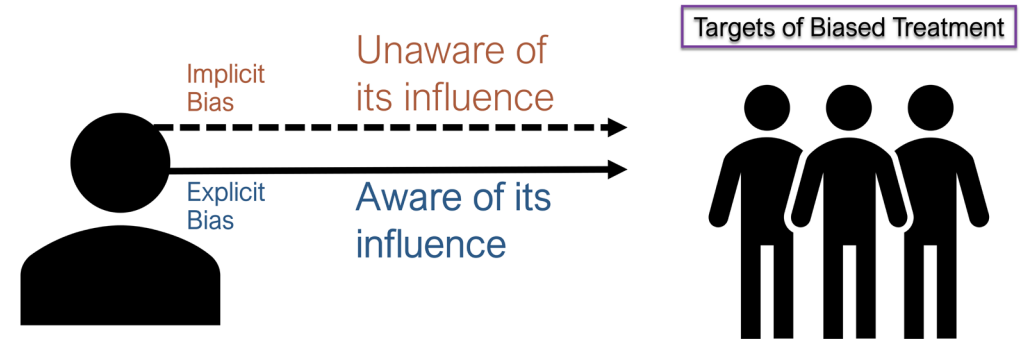 Targets of Biased Treatment
Unaware of
its influence
Implicit
Bias
Explicit
Bias
Aware of its
influence